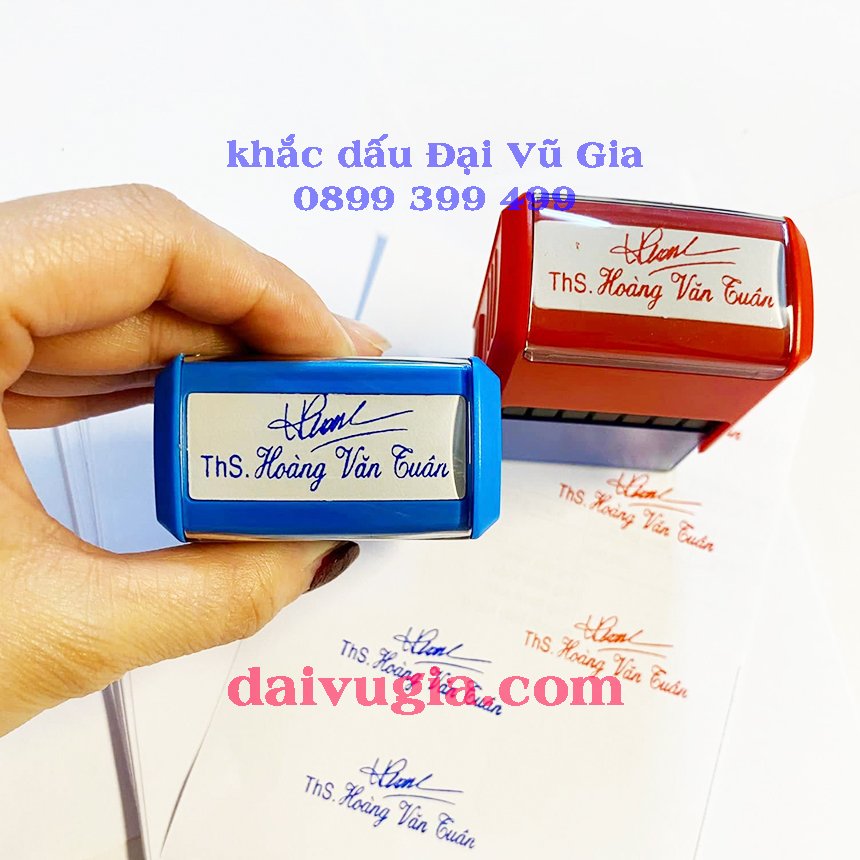 khắc dấu Đại Vũ Gia
0899 399 499
ThS. Hoàng Văn Tuân
ThS. Hoàng Văn Tuân
ThS. Hoàng Văn Tuân
ThS. Hoàng Văn Tuân
ThS. Hoàng Văn Tuân
daivugia.com
ThS. Hoàng Văn Tuân